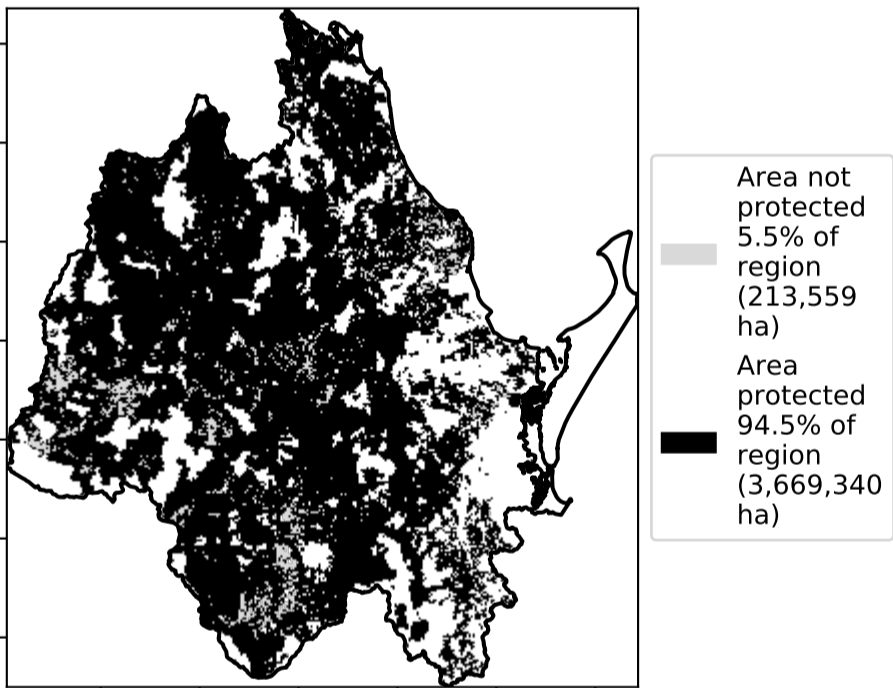 Area not
protected
5.5% of
region
(213,559
ha)
Area
protected
94.5% of
region
(3,669,340
ha)